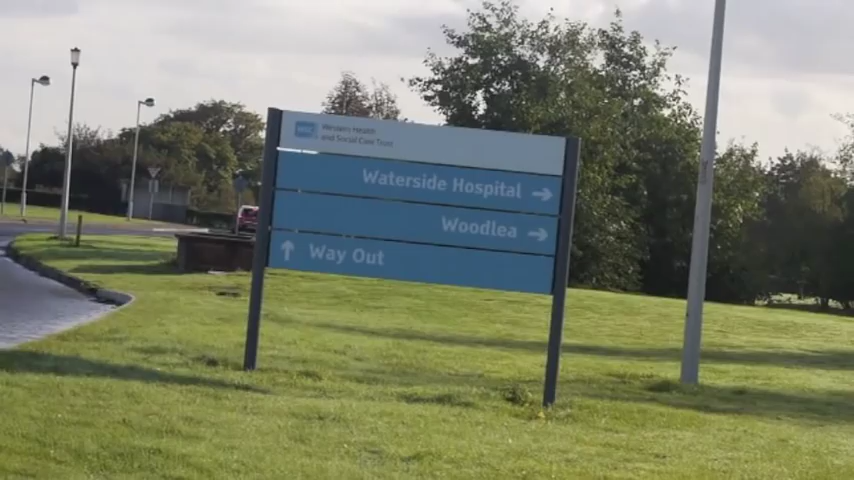 Western Health
and Social Care Trust
Waterside Hospital →
Woodlea →
↑ Way Out